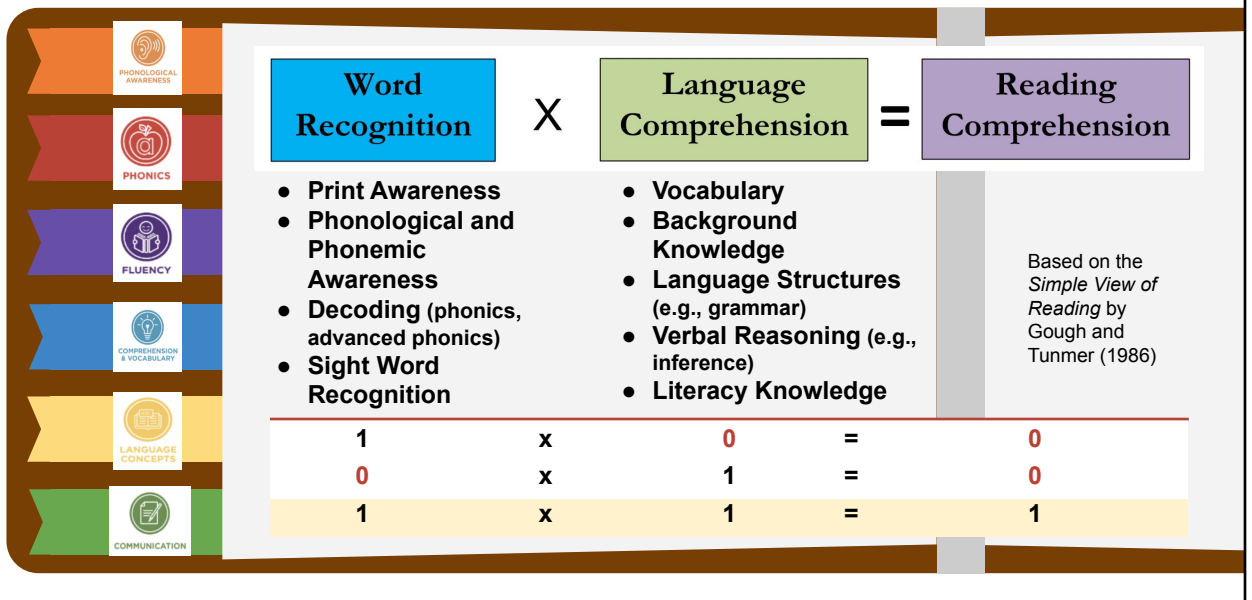 PHONOLOGICAL
AWARENESS
a
PHONICS
FLUENCY
COMPREHENSION
& VOCABULARY
LANGUAGE
CONCEPTS
COMMUNICATION
Word
Recognition
X
Language
Comprehension
=
Reading
Comprehension
● Print Awareness
● Phonological and
Phonemic
Awareness
● Decoding (phonics,
advanced phonics)
● Sight Word
Recognition
● Vocabulary
● Background
Knowledge
● Language Structures
(e.g., grammar)
● Verbal Reasoning (e.g.,
inference)
● Literacy Knowledge
Based on the
Simple View of
Reading by
Gough and
Tunmer (1986)
1 x 0 = 0
0 x 1 = 0
1 x 1 = 1